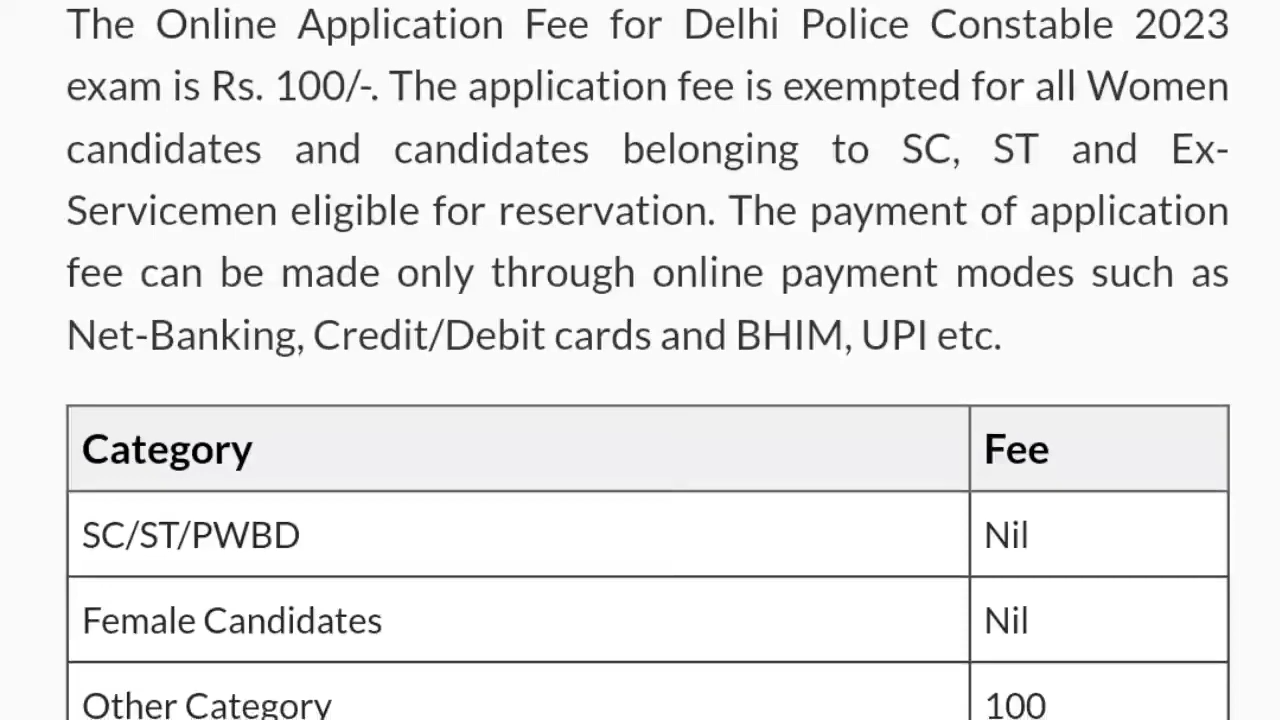 The Online Application Fee for Delhi Police Constable 2023
exam is Rs. 100/-. The application fee is exempted for all Women
candidates and candidates belonging to SC, ST and Ex-
Servicemen eligible for reservation. The payment of application
fee can be made only through online payment modes such as
Net-Banking, Credit/Debit cards and BHIM, UPI etc.
Category Fee
SC/ST/PWBD Nil
Female Candidates Nil
Other Category 100